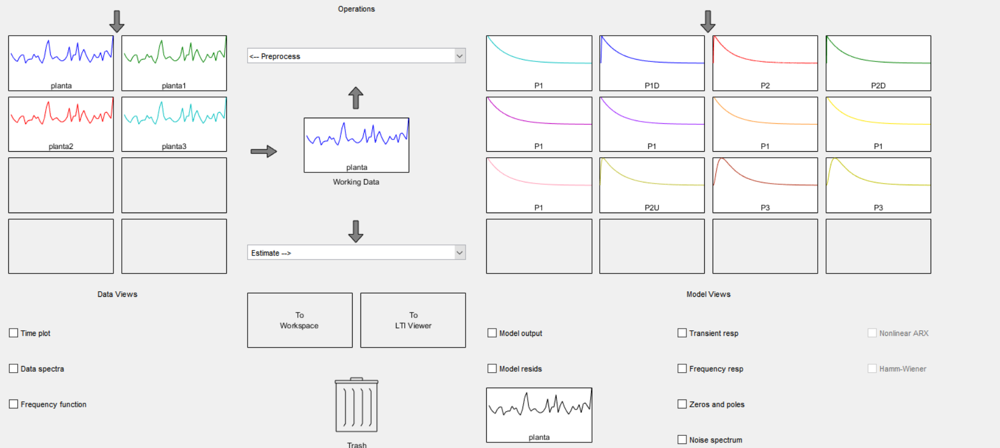 Operations
planta
planta1
planta2
planta3
<-- Preprocess
planta
Working Data
Estimate -->
P1
P1D
P2
P2D
P1
P1
P1
P1
P1
P2U
P3
P3
Data Views
Time plot
Data spectra
Frequency function
To
Workspace
To
LTI Viewer
Trash
Model Views
Model output
Transient resp
Nonlinear ARX
Model resids
Frequency resp
Hamm-Wiener
planta
Zeros and poles
Noise spectrum